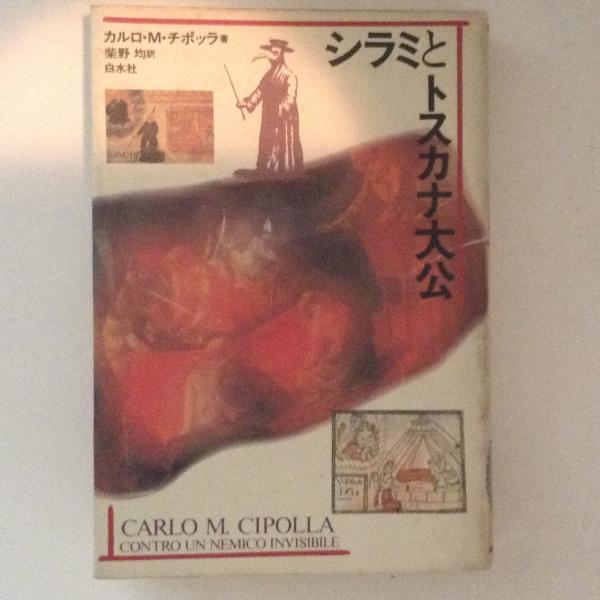 カルロ・M・チポッラ著
柴野 均訳
白水社
シラミと
トスカナ大公
CARLO M. CIPOLLA
CONTRO UN NEMICO INVISIBILE